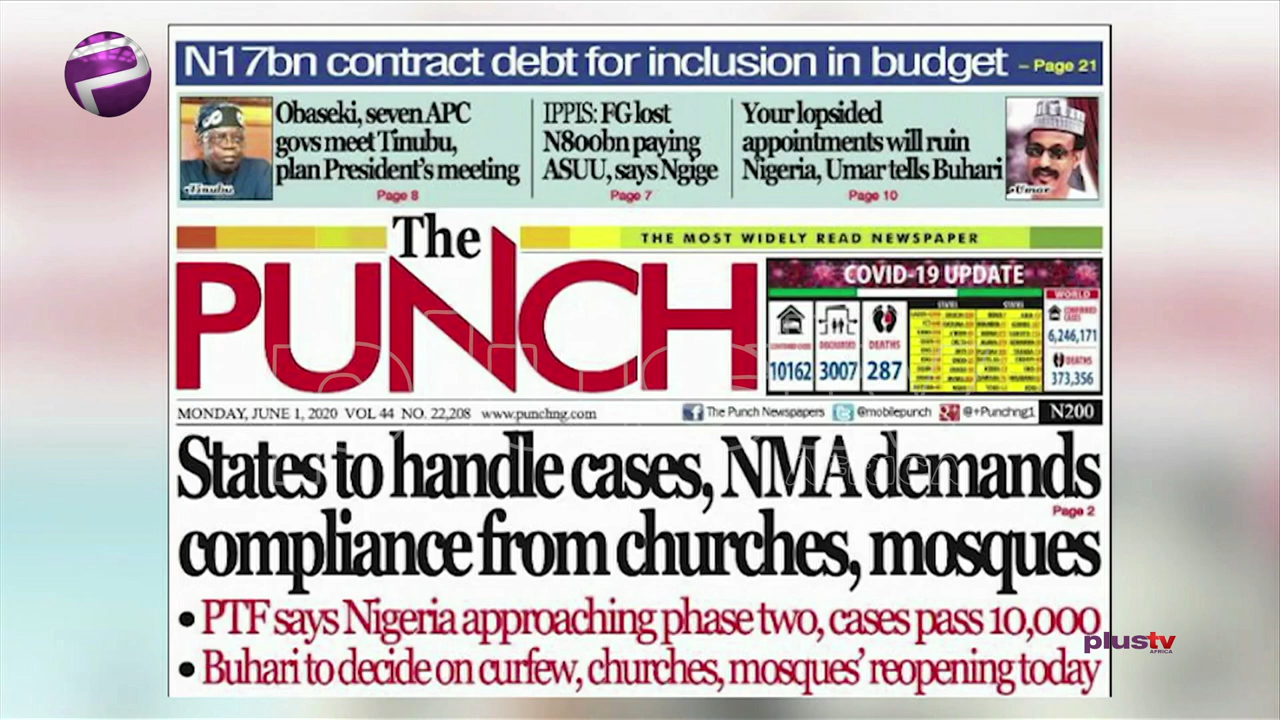 N17bn contract debt for inclusion in budget – Page 21
Obaseki, seven APC
govs meet Tinubu,
plan President's meeting
Page 8
Tinubu
IPPIS: FG lost
N800bn paying
ASUU, says Ngige
Page 7
Your lopsided
appointments will ruin
Nigeria, Umar tells Buhari
Page 10
Umar
The
PUNCH
THE MOST WIDELY READ NEWSPAPER
COVID-19 UPDATE
DEATHS
10162 3007 287
WORLD
CONFIRMED
CASES
6,246,171
DEATHS
373,356
MONDAY, JUNE 1, 2020 VOL 44 NO. 22,208 www.punchng.com
The Punch Newspapers @mobilepunch @+Punchng1 N200
States to handle cases, NMA demands
Page 2
compliance from churches, mosques
• PTF says Nigeria approaching phase two, cases pass 10,000
• Buhari to decide on curfew, churches, mosques' reopening today
plustv
AFRICA